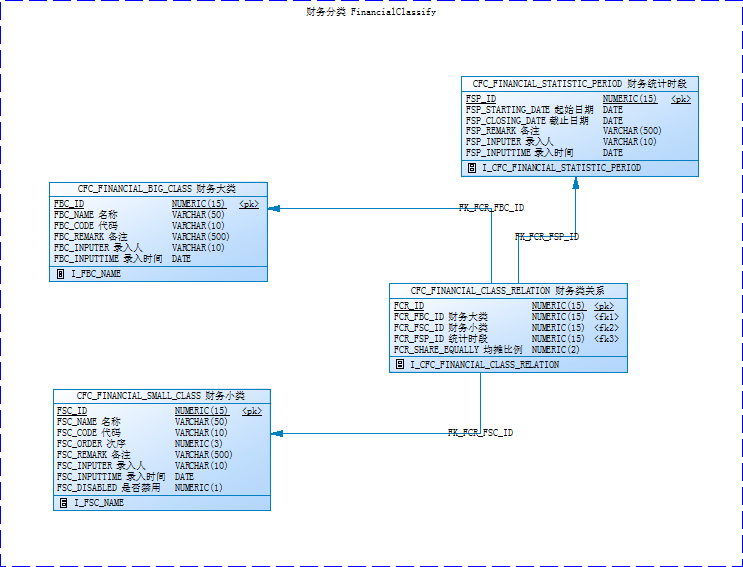 财务分类 FinancialClassify
CFC_FINANCIAL_STATISTIC_PERIOD 财务统计时段
FSP_ID NUMERIC(15) <pk>
FSP_STARTING_DATE 起始日期 DATE
FSP_CLOSING_DATE 截止日期 DATE
FSP_REMARK 备注 VARCHAR(500)
FSP_INPUTER 录入人 VARCHAR(10)
FSP_INPUTTIME 录入时间 DATE
I_CFC_FINANCIAL_STATISTIC_PERIOD
CFC_FINANCIAL_BIG_CLASS 财务大类
FBC_ID NUMERIC(15) <pk>
FBC_NAME 名称 VARCHAR(50)
FBC_CODE 代码 VARCHAR(10)
FBC_REMARK 备注 VARCHAR(500)
FBC_INPUTER 录入人 VARCHAR(10)
FBC_INPUTTIME 录入时间 DATE
I_FBC_NAME
FK_FCR_FBC_ID
FK_FCR_FSP_ID
CFC_FINANCIAL_CLASS_RELATION 财务类关系
FCR_ID NUMERIC(15) <pk>
FCR_FBC_ID 财务大类 NUMERIC(15) <fk1>
FCR_FSC_ID 财务小类 NUMERIC(15) <fk2>
FCR_FSP_ID 统计时段 NUMERIC(15) <fk3>
FCR_SHARE_EQUALLY 均摊比例 NUMERIC(2)
I_CFC_FINANCIAL_CLASS_RELATION
CFC_FINANCIAL_SMALL_CLASS 财务小类
FSC_ID NUMERIC(15) <pk>
FSC_NAME 名称 VARCHAR(50)
FSC_CODE 代码 VARCHAR(10)
FSC_ORDER 次序 NUMERIC(3)
FSC_REMARK 备注 VARCHAR(500)
FSC_INPUTER 录入人 VARCHAR(10)
FSC_INPUTTIME 录入时间 DATE
FSC_DISABLED 是否禁用 NUMERIC(1)
I_FSC_NAME
FK_FCR_FSC_ID